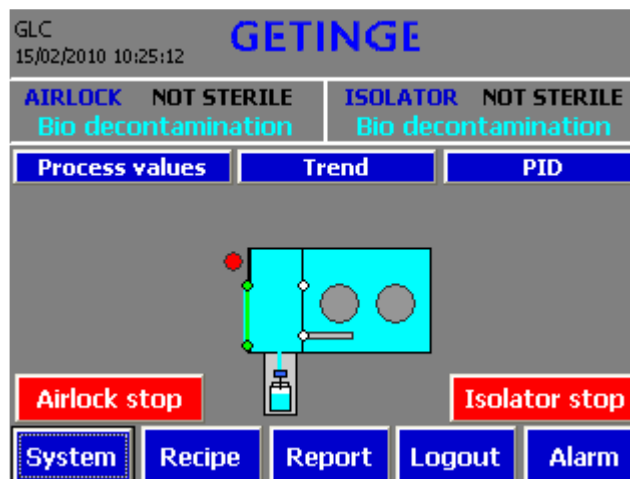 GLC
15/02/2010 10:25:12
GETINGE
AIRLOCK NOT STERILE
Bio decontamination
ISOLATOR NOT STERILE
Bio decontamination
Process values
Trend
PID
Airlock stop
Isolator stop
System
Recipe
Report
Logout
Alarm